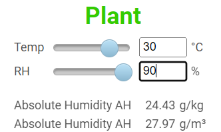 Plant
Temp 30 °C
RH 90 %
Absolute Humidity AH 24.43 g/kg
Absolute Humidity AH 27.97 g/m³